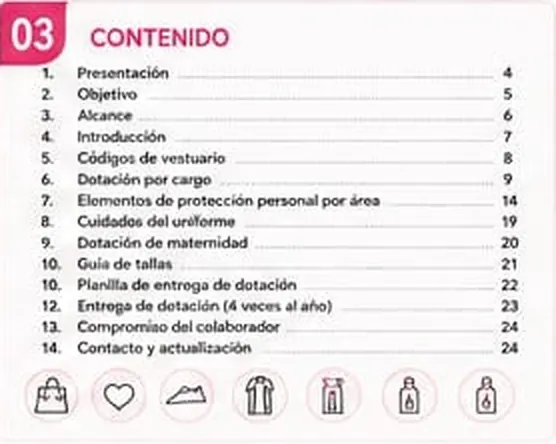 03 CONTENIDO
1. Presentación 4
2. Objetivo 5
3. Alcance 6
4. Introducción 7
5. Códigos de vestuario 8
6. Dotación por cargo 9
7. Elementos de protección personal por área 14
8. Cuidados del uniforme 19
9. Dotación de maternidad 20
10. Guía de tallas 21
10. Planilla de entrega de dotación 22
12. Entrega de dotación (4 veces al año) 23
13. Compromiso del colaborador 24
14. Contacto y actualización 24